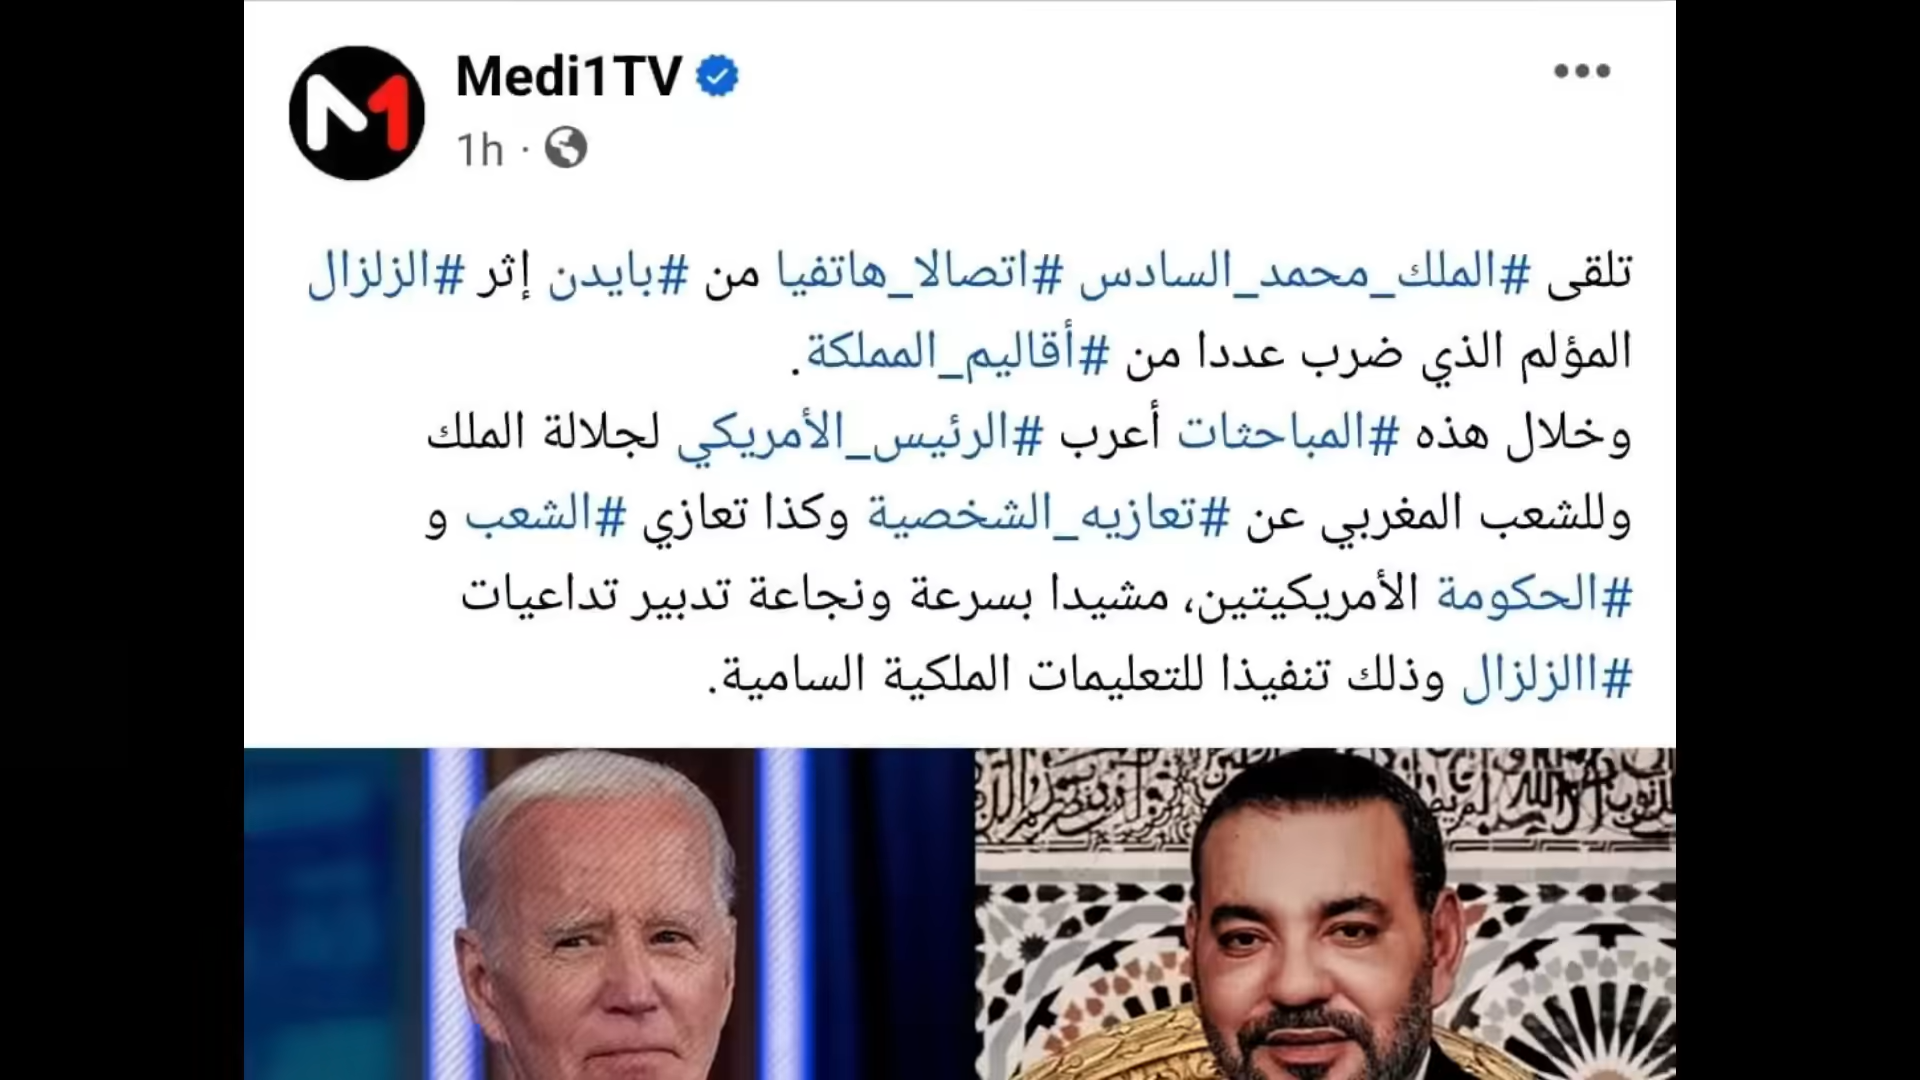 Medi1TV
1h ·
تلقى #الملك_محمد_السادس #اتصالا_هاتفيا من #بايدن إثر #الزلزال
المؤلم الذي ضرب عددا من #أقاليم_المملكة.
وخلال هذه #المباحثات أعرب #الرئيس_الأمريكي لجلالة الملك
وللشعب المغربي عن #تعازيه_الشخصية وكذا تعازي #الشعب و
#الحكومة الأمريكيتين، مشيدا بسرعة ونجاعة تدبير تداعيات
#االزلزال وذلك تنفيذا للتعليمات الملكية السامية.